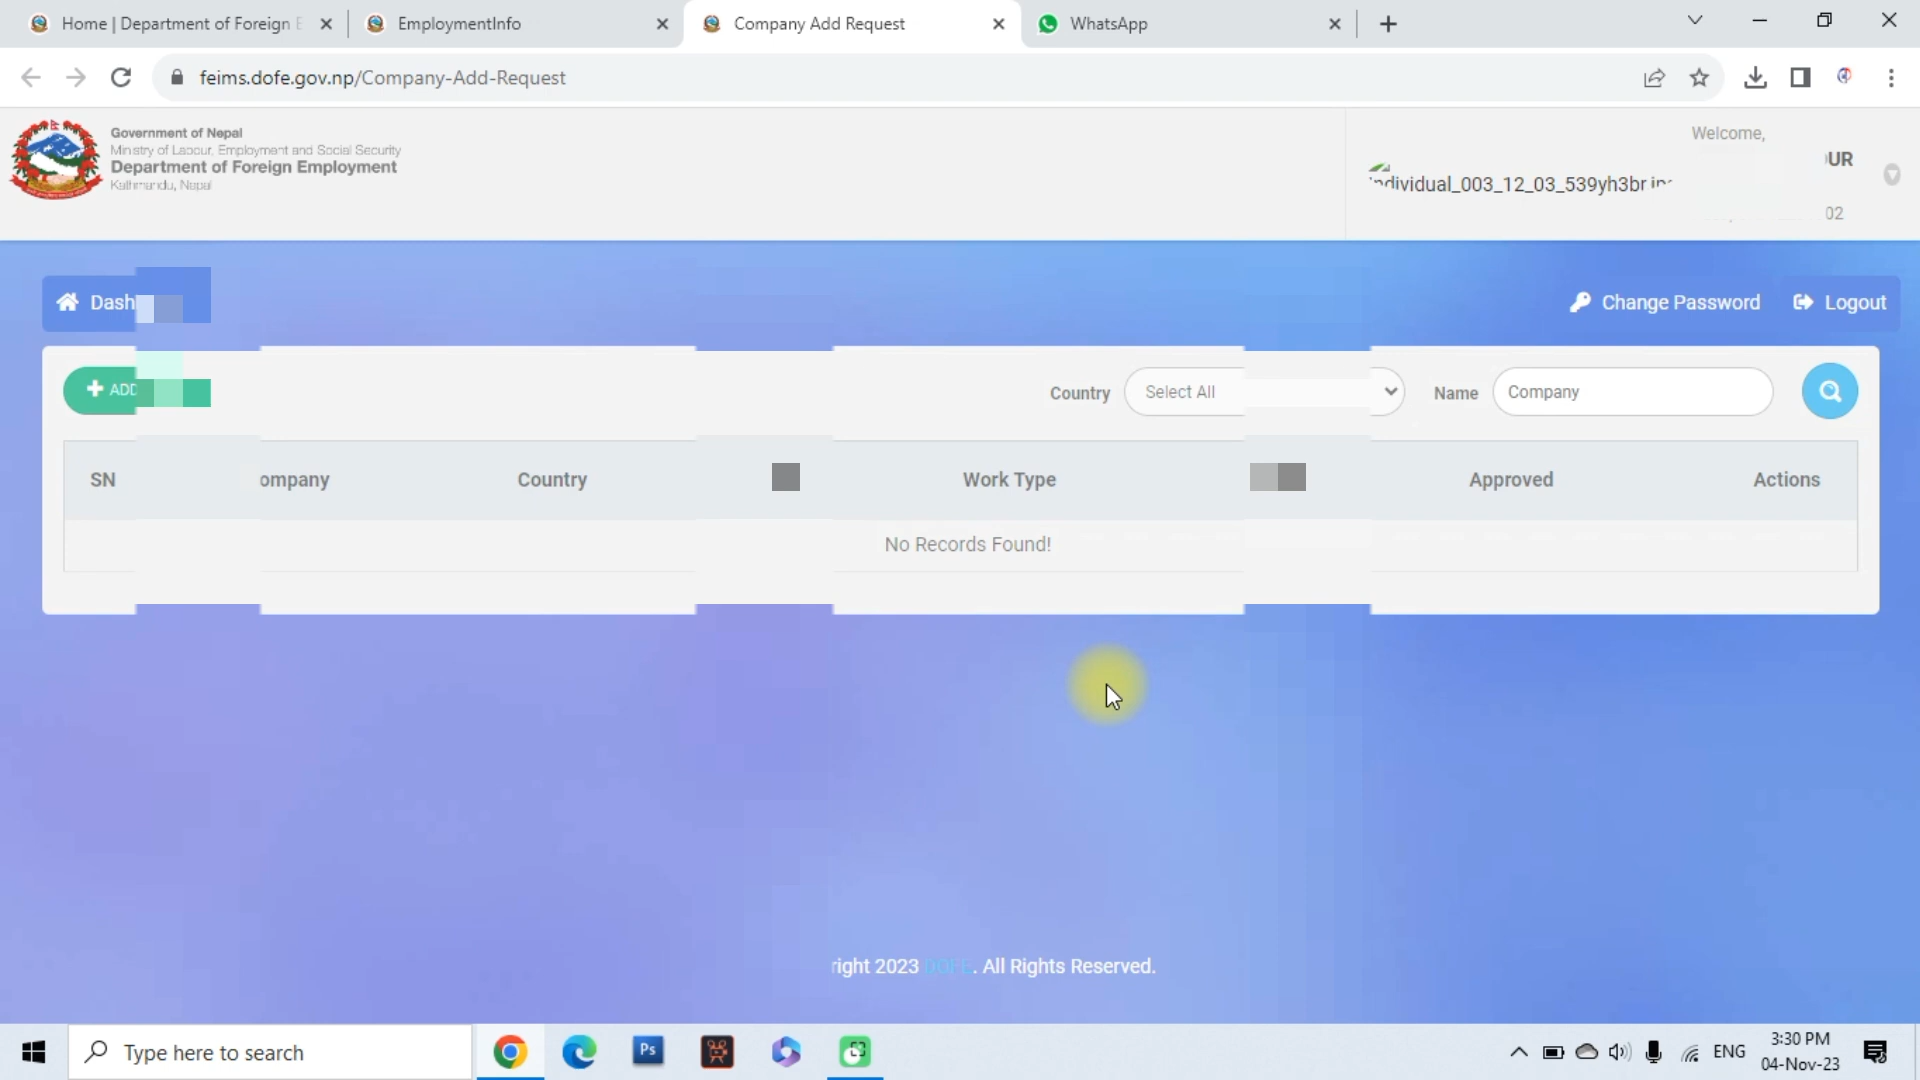 Home | Department of Foreign E
EmploymentInfo
Company Add Request
WhatsApp
feims.dofe.gov.np/Company-Add-Request
Government of Nepal
Ministry of Labour, Employment and Social Security
Department of Foreign Employment
Kathmandu, Nepal
Welcome,
UR
individual_003_12_03_539yh3br
02
Dash
Change Password
Logout
ADD
Country
Select All
Name
Company
SN
ompany
Country
Work Type
Approved
Actions
No Records Found!
right 2023 DOFE. All Rights Reserved.
Type here to search
Ps
ENG
3:30 PM
04-Nov-23